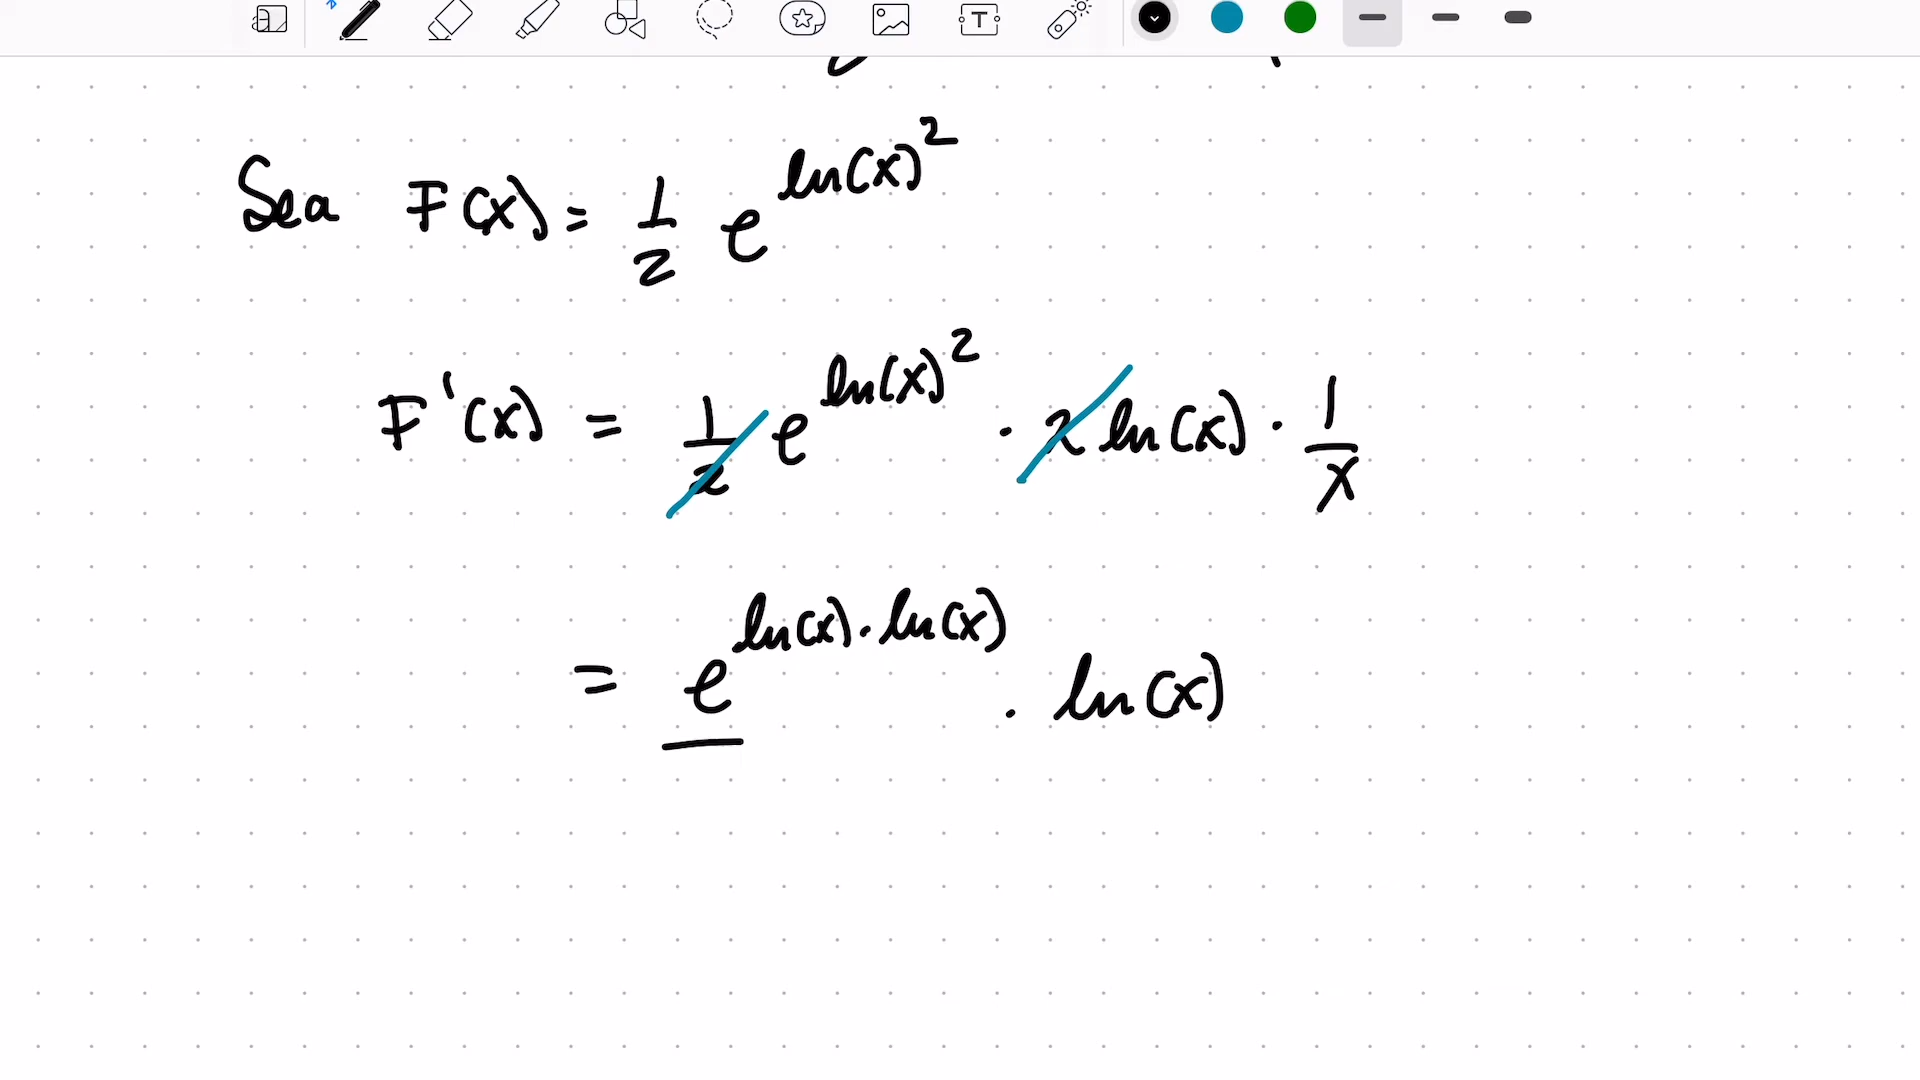 Sea F(x) = 1/2 e^{ln(x)^2}
F'(x) = 1/2 e^{ln(x)^2} · 2 ln(x) · 1/x
= e^{ln(x)·ln(x)} · ln(x)